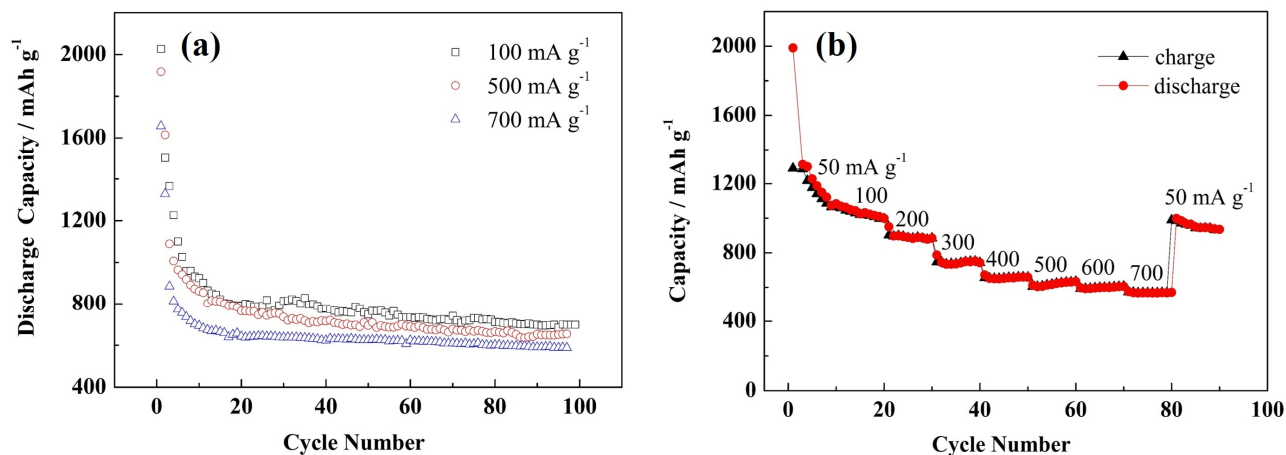 (a)
100 mA g⁻¹
500 mA g⁻¹
700 mA g⁻¹
Discharge Capacity / mAh g⁻¹
2000
1600
1200
800
400
0
20
40
60
80
100
Cycle Number
(b)
charge
discharge
Capacity / mAh g⁻¹
2000
1600
1200
800
400
0
50 mA g⁻¹
100
200
300
400
500
600
700
50 mA g⁻¹
0
20
40
60
80
100
Cycle Number